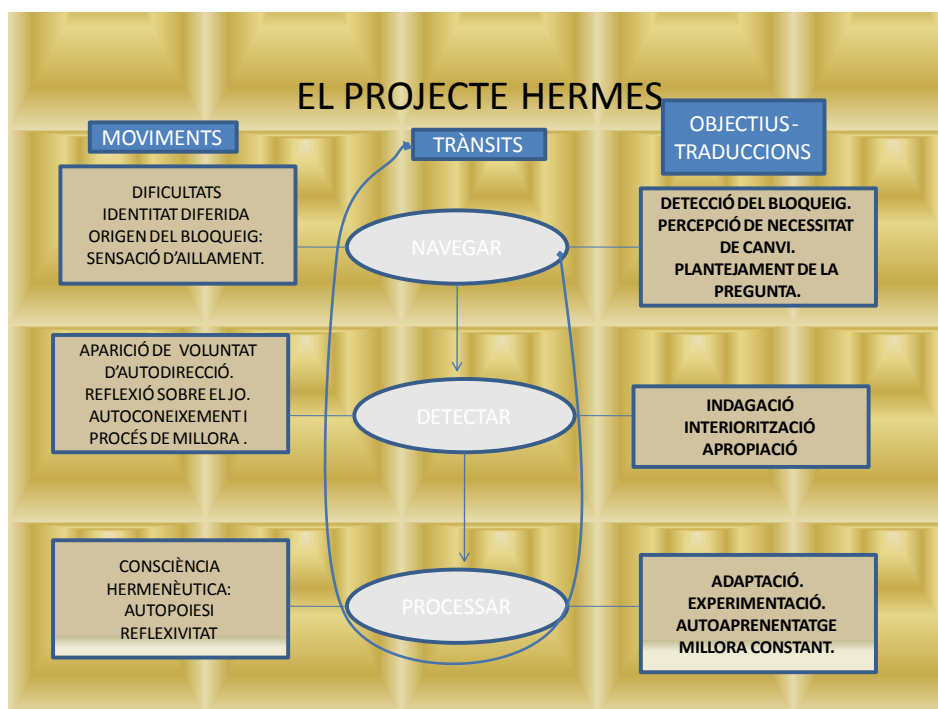 EL PROJECTE HERMES
MOVIMENTS
TRÀNSITS
OBJECTIUS-
TRADUCCIONS
DIFICULTATS
IDENTITAT DIFERIDA
ORIGEN DEL BLOQUEIG:
SENSACIÓ D'AILLAMENT.
NAVEGAR
DETECCIÓ DEL BLOQUEIG.
PERCEPCIÓ DE NECESSITAT
DE CANVI.
PLANTEJAMENT DE LA
PREGUNTA.
APARICIÓ DE VOLUNTAT
D'AUTODIRECCIÓ.
REFLEXIÓ SOBRE EL JO.
AUTOCONEIXEMENT I
PROCÉS DE MILLORA .
DETECTAR
INDAGACIÓ
INTERIORITZACIÓ
APROPIACIÓ
CONSCIÈNCIA
HERMENÈUTICA:
AUTOPOIESI
REFLEXIVITAT
PROCESSAR
ADAPTACIÓ.
EXPERIMENTACIÓ.
AUTOAPRENENTATGE
MILLORA CONSTANT.